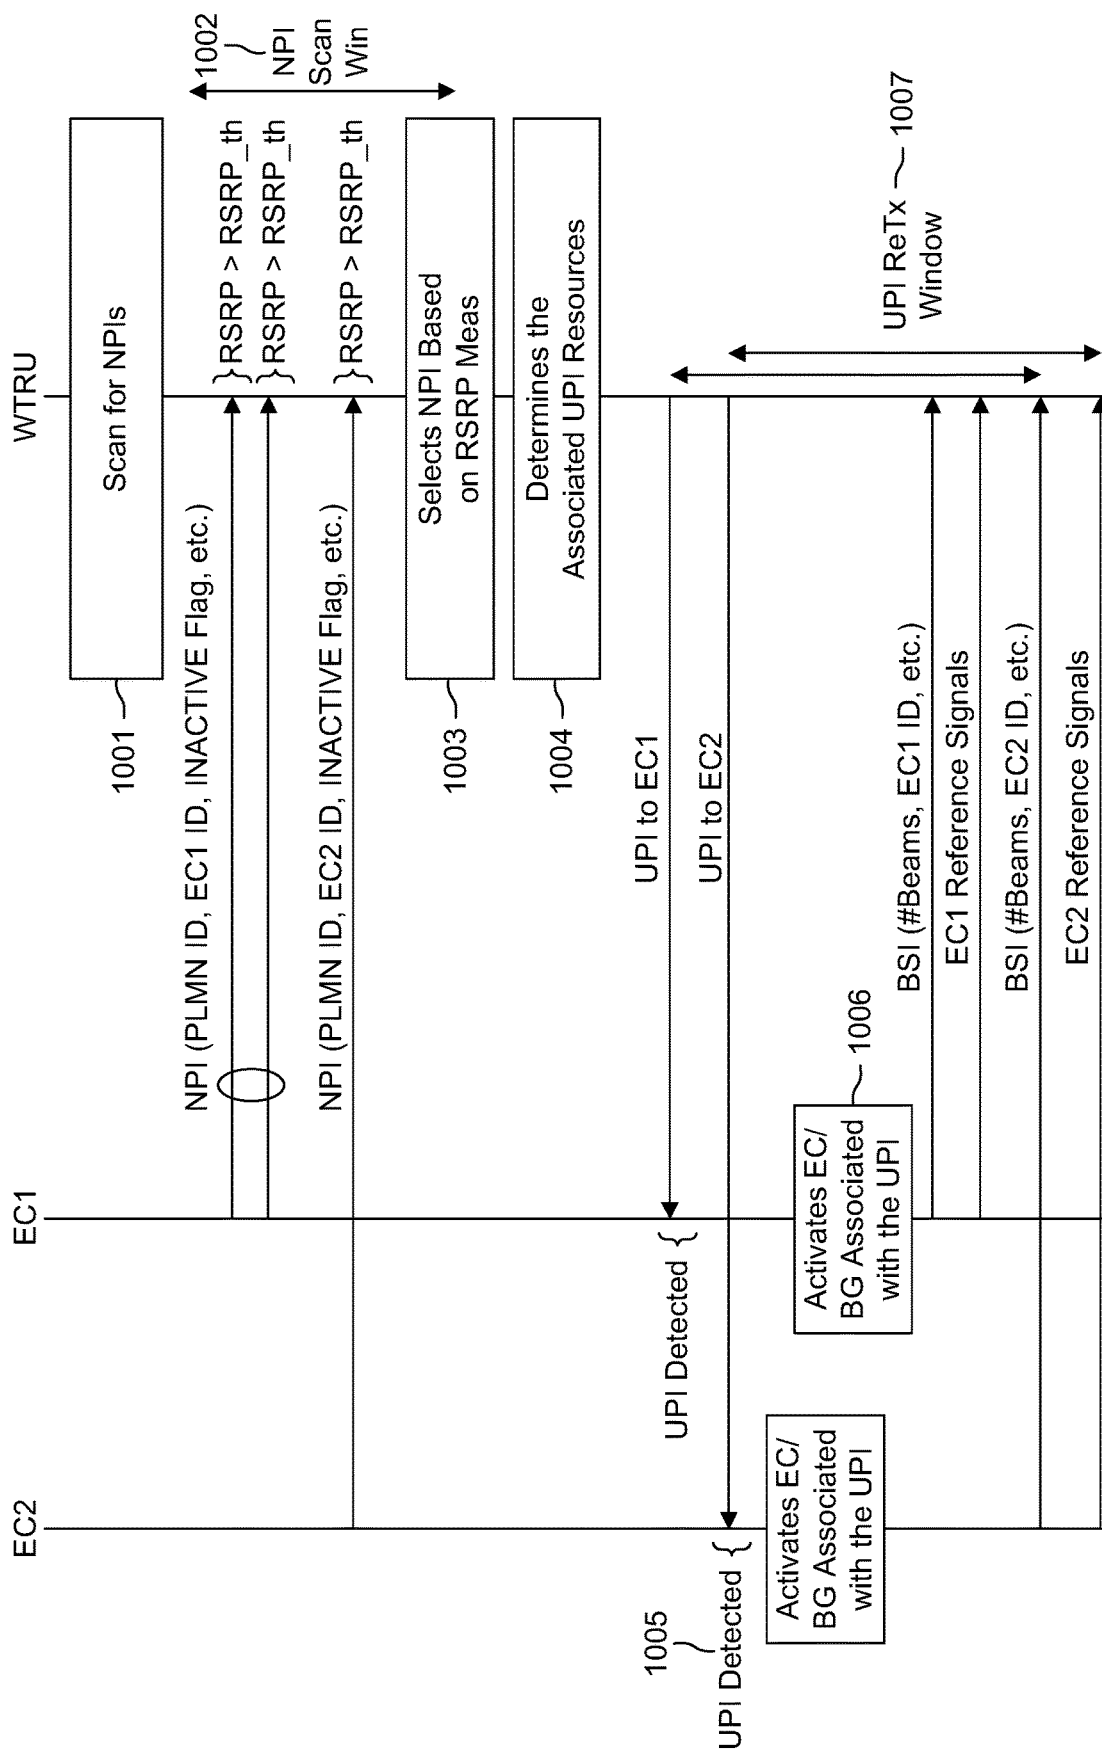 EC2
EC1
WTRU
Scan for NPIs
1001
1002
NPI
Scan
Win
NPI (PLMN ID, EC1 ID, INACTIVE Flag, etc.)
RSRP > RSRP_th
RSRP > RSRP_th
NPI (PLMN ID, EC2 ID, INACTIVE Flag, etc.)
RSRP > RSRP_th
Selects NPI Based
on RSRP Meas
1003
Determines the
Associated UPI Resources
1004
UPI to EC1
UPI Detected
UPI to EC2
1005
UPI Detected
Activates EC/
BG Associated
with the UPI
Activates EC/
BG Associated
with the UPI
1006
UPI ReTx
Window
1007
BSI (#Beams, EC1 ID, etc.)
EC1 Reference Signals
BSI (#Beams, EC2 ID, etc.)
EC2 Reference Signals